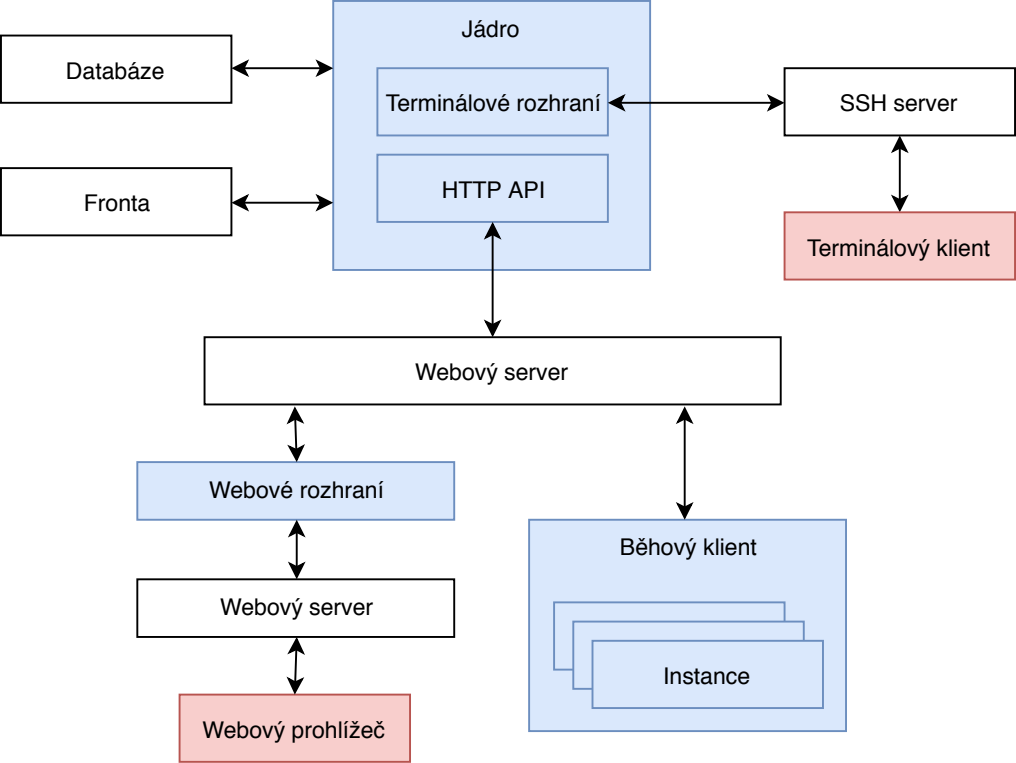 Jádro
Databáze
Terminálové rozhraní
SSH server
HTTP API
Fronta
Terminálový klient
Webový server
Webové rozhraní
Běhový klient
Webový server
Instance
Webový prohlížeč